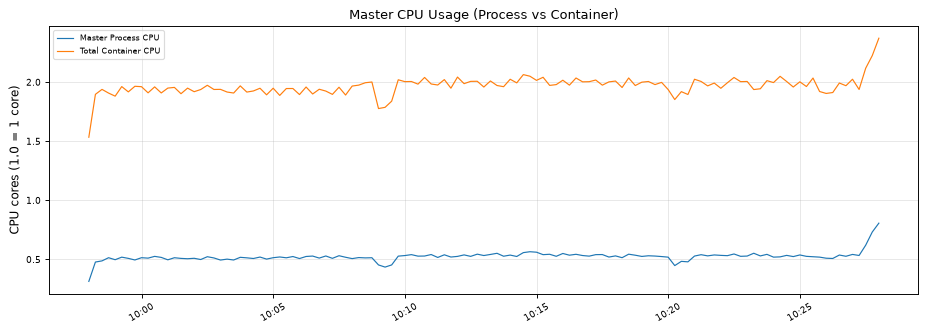 Master CPU Usage (Process vs Container)
Master Process CPU
Total Container CPU
CPU cores (1.0 = 1 core)
2.0
1.5
1.0
0.5
10:00
10:05
10:10
10:15
10:20
10:25